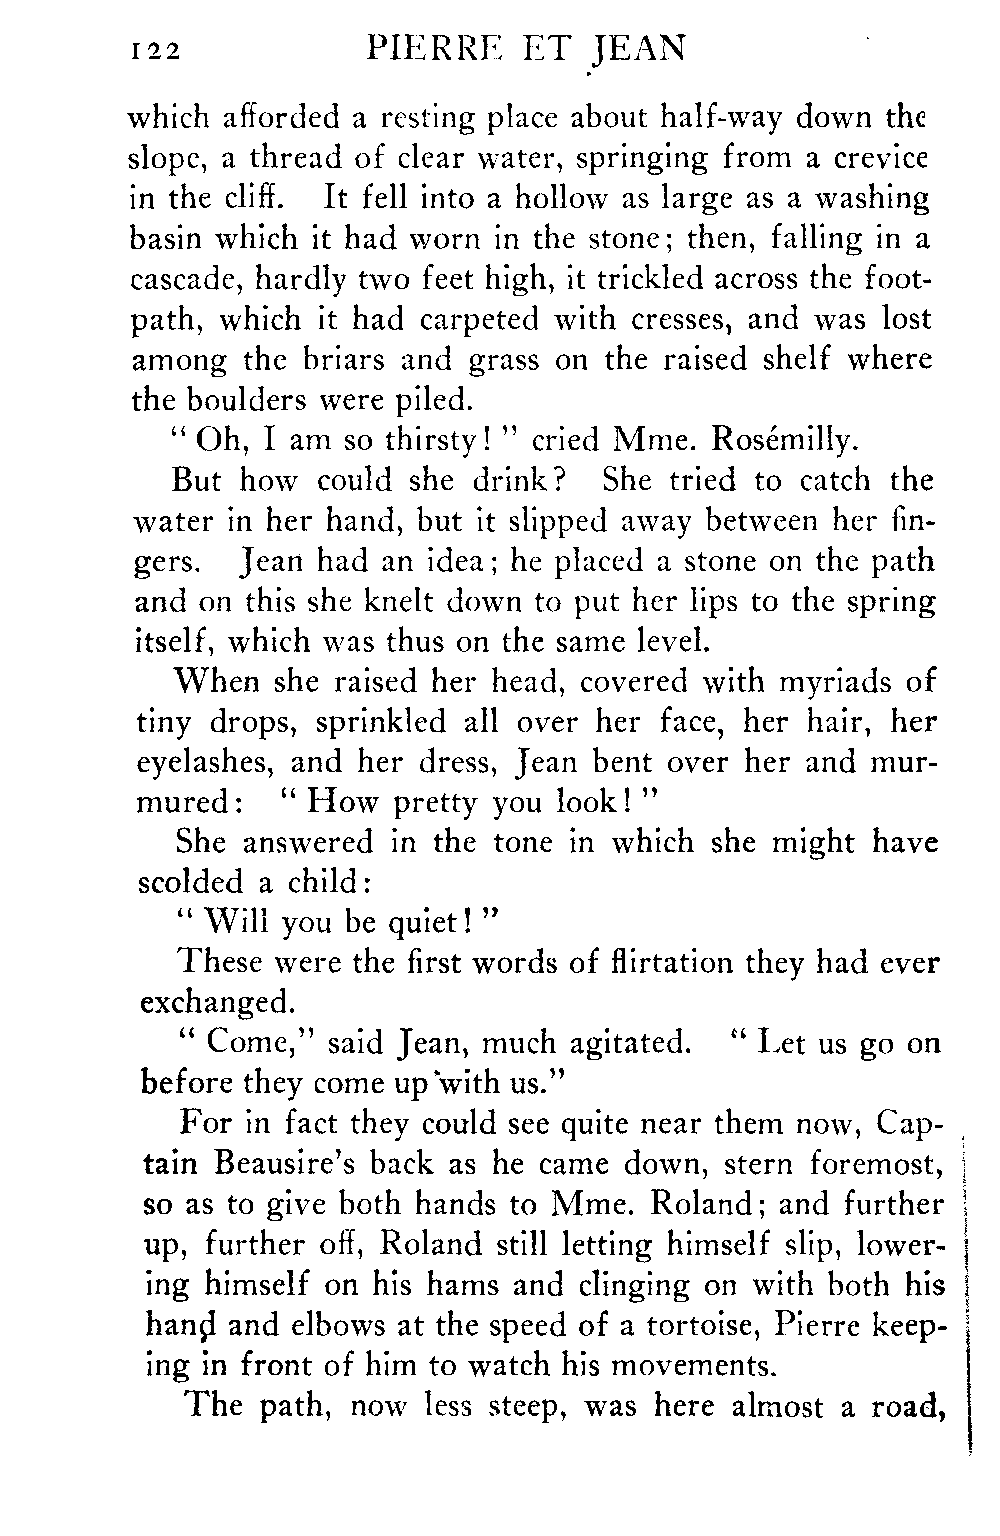 122 PIERRE ET JEAN
which afforded a resting place about half-way down the
slope, a thread of clear water, springing from a crevice
in the cliff. It fell into a hollow as large as a washing
basin which it had worn in the stone; then, falling in a
cascade, hardly two feet high, it trickled across the foot-
path, which it had carpeted with cresses, and was lost
among the briars and grass on the raised shelf where
the boulders were piled.
“Oh, I am so thirsty!” cried Mme. Rosémilly.
But how could she drink? She tried to catch the
water in her hand, but it slipped away between her fin-
gers. Jean had an idea; he placed a stone on the path
and on this she knelt down to put her lips to the spring
itself, which was thus on the same level.
When she raised her head, covered with myriads of
tiny drops, sprinkled all over her face, her hair, her
eyelashes, and her dress, Jean bent over her and mur-
mured: “How pretty you look!”
She answered in the tone in which she might have
scolded a child:
“Will you be quiet!”
These were the first words of flirtation they had ever
exchanged.
“Come,” said Jean, much agitated. “Let us go on
before they come up with us.”
For in fact they could see quite near them now, Cap-
tain Beausire’s back as he came down, stern foremost,
so as to give both hands to Mme. Roland; and further
up, further off, Roland still letting himself slip, lower-
ing himself on his hams and clinging on with both his
hand and elbows at the speed of a tortoise, Pierre keep-
ing in front of him to watch his movements.
The path, now less steep, was here almost a road,